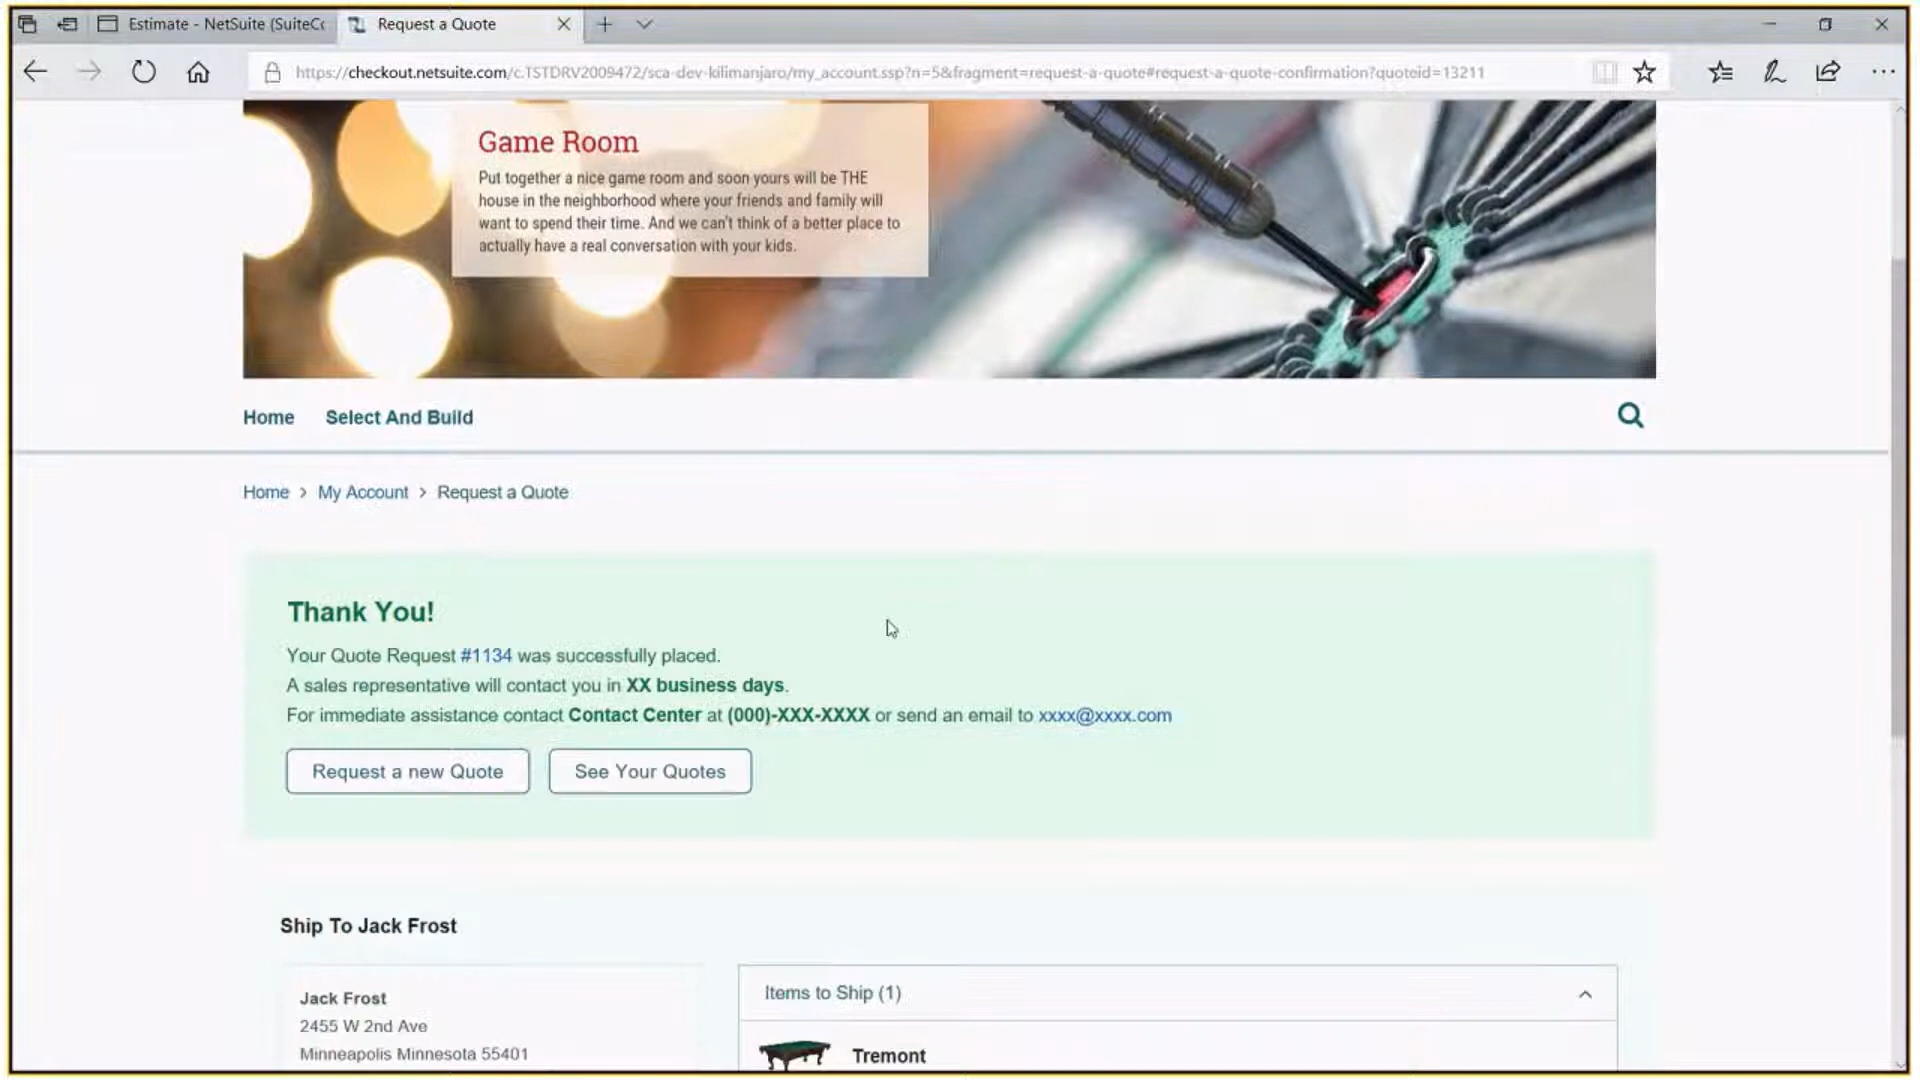 Estimate - NetSuite (SuiteCo
Request a Quote
https://checkout.netsuite.com/c.TSTDRV2009472/sca-dev-kilimanjaro/my_account.ssp?n=5&fragment=request-a-quote#request-a-quote-confirmation?quoteid=13211
Game Room
Put together a nice game room and soon yours will be THE
house in the neighborhood where your friends and family will
want to spend their time. And we can't think of a better place to
actually have a real conversation with your kids.
Home Select And Build
Home > My Account > Request a Quote
Thank You!
Your Quote Request #1134 was successfully placed.
A sales representative will contact you in XX business days.
For immediate assistance contact Contact Center at (000)-XXX-XXXX or send an email to xxxx@xxxx.com
Request a new Quote See Your Quotes
Ship To Jack Frost
Jack Frost
2455 W 2nd Ave
Minneapolis Minnesota 55401
Items to Ship (1)
Tremont